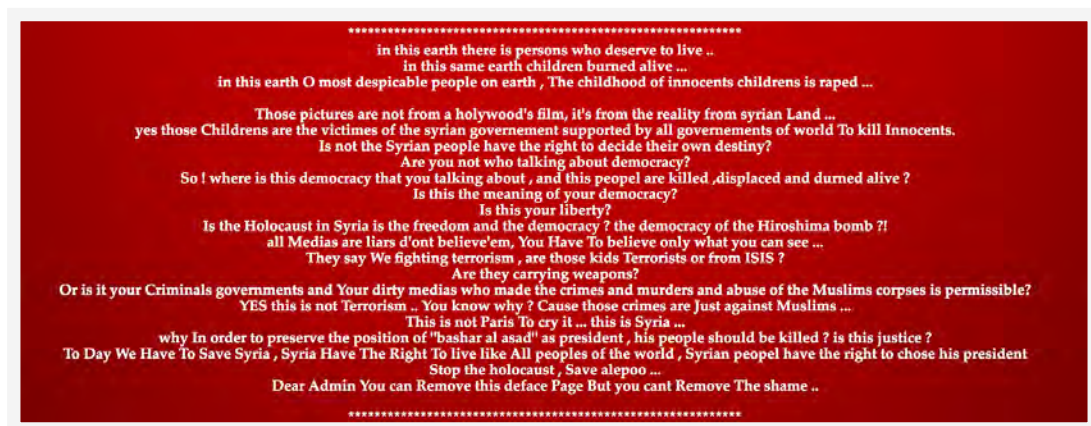 ************************************************************
in this earth there is persons who deserve to live ..
in this same earth children burned alive ...
in this earth O most despicable people on earth , The childhood of innocents childrens is raped ...
Those pictures are not from a holywood's film, it's from the reality from syrian Land ...
yes those Childrens are the victimes of the syrian governement supported by all governements of world To kill Innocents.
Is not the Syrian people have the right to decide their own destiny?
Are you not who talking about democracy?
So ! where is this democracy that you talking about , and this peopel are killed ,displaced and durned alive ?
Is this the meaning of your democracy?
Is this your liberty?
Is the Holocaust in Syria is the freedom and the democracy ? the democracy of the Hiroshima bomb ?!
all Medias are liars d'ont believe'em, You Have To believe only what you can see ...
They say We fighting terrorism , are those kids Terrorists or from ISIS ?
Are they carrying weapons?
Or is it your Criminals governments and Your dirty medias who made the crimes and murders and abuse of the Muslims corpses is permissible?
YES this is not Terrorism .. You know why ? Cause those crimes are Just against Muslims ...
This is not Paris To cry it ... this is Syria ...
why In order to preserve the position of "bashar al asad" as president , his people should be killed ? is this justice ?
To Day We Have To Save Syria , Syria Have The Right To live like All peoples of the world , Syrian peopel have the right to chose his president
Stop the holocaust , Save alepoo ...
Dear Admin You can Remove this deface Page But you cant Remove The shame ..
************************************************************